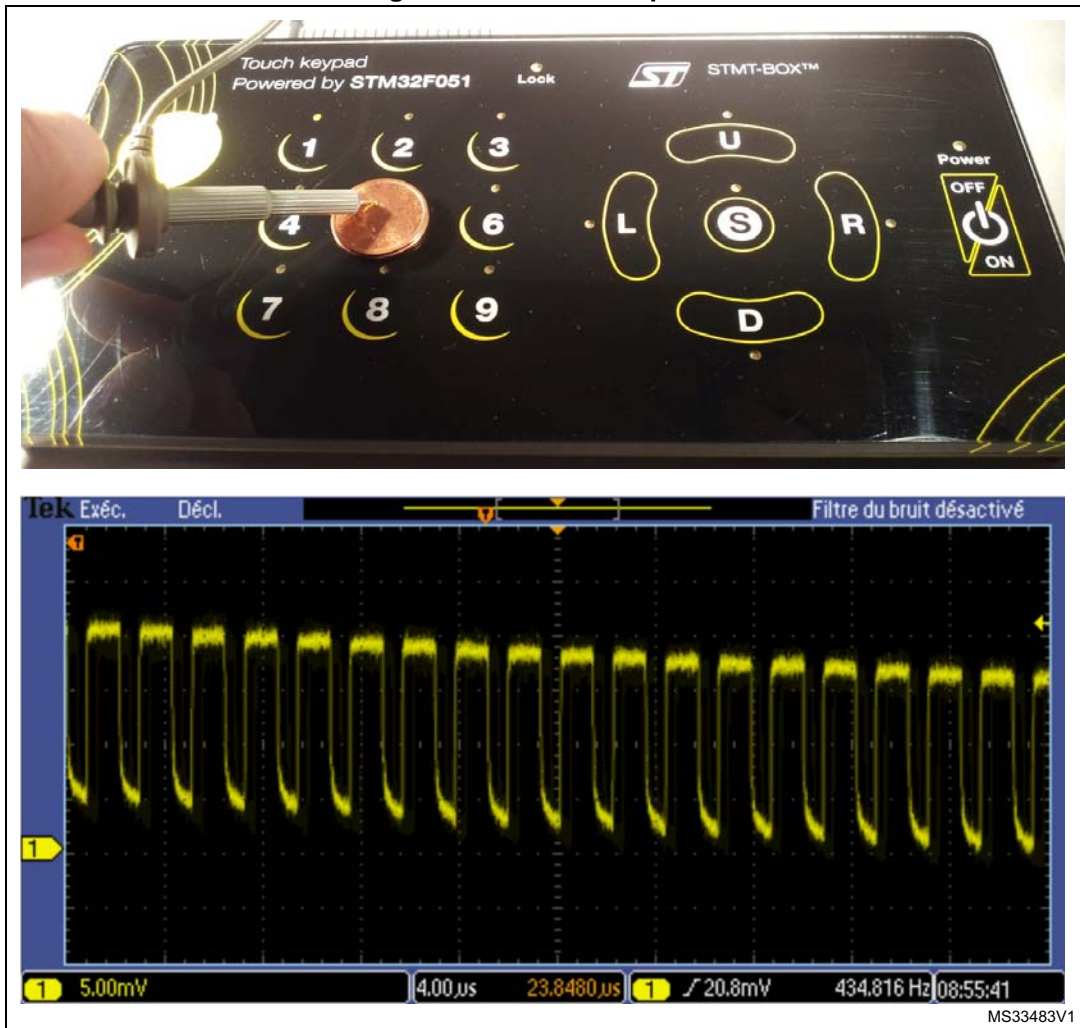 Touch keypad
Powered by STM32F051
Lock
ST
STMT-BOX™
1 2 3
U
Power
OFF
4 6
L S R
ON
7 8 9
D
Tek Exéc. Décl. Filtre du bruit désactivé
1
1 5.00mV 4.00µs 23.8480µs 1 20.8mV 434.816 Hz 08:55:41
MS33483V1